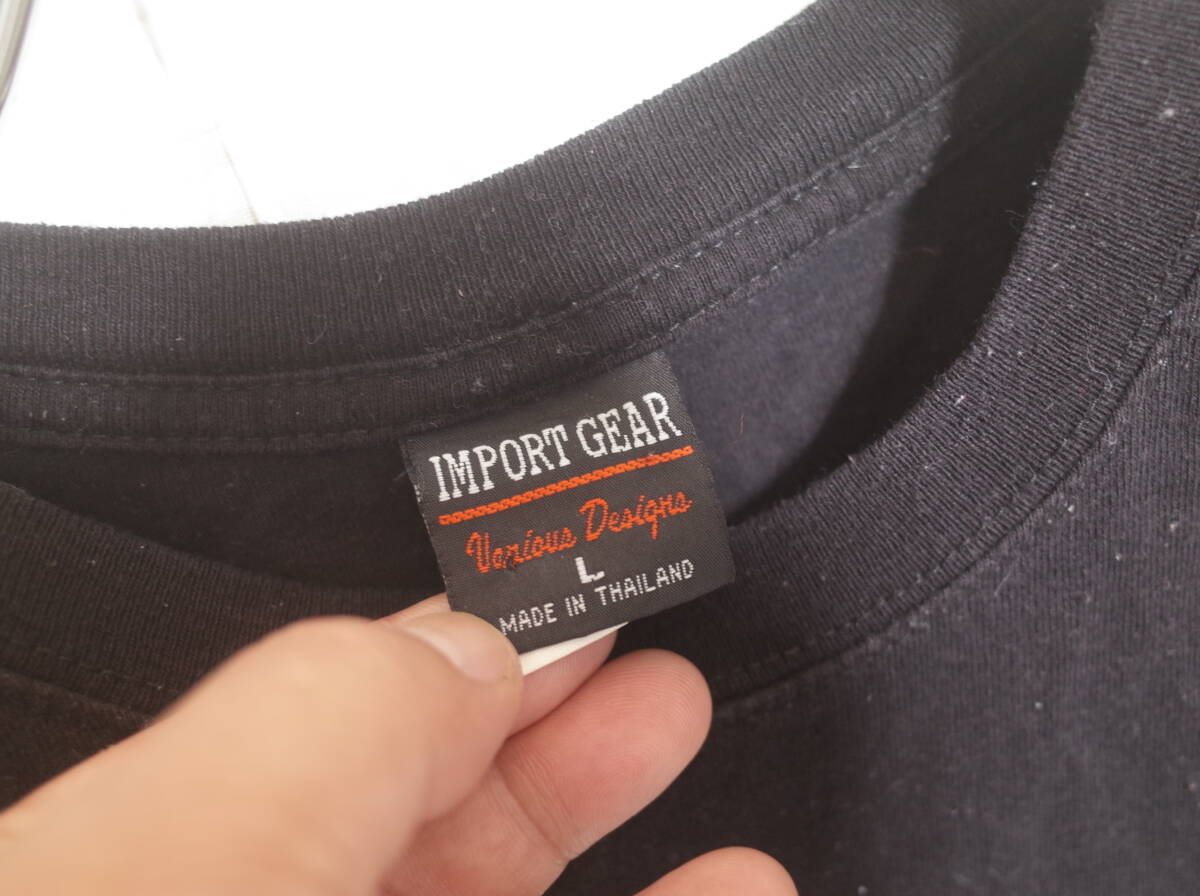 IMPORT GEAR
Various Designs
L
MADE IN THAILAND